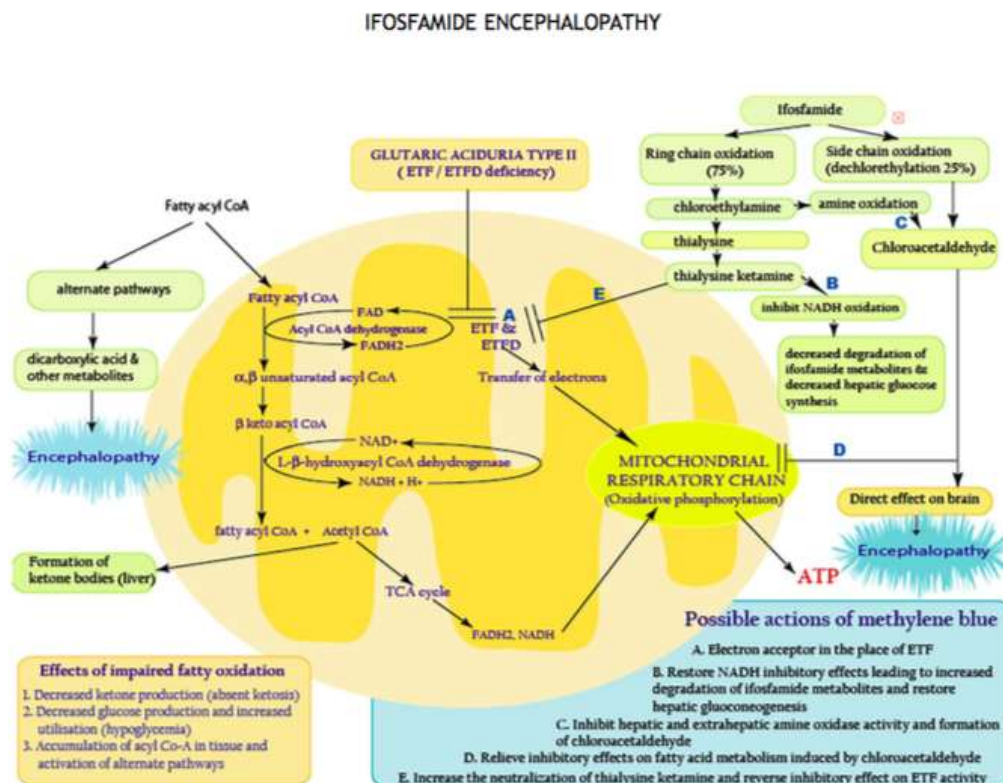 IFOSFAMIDE ENCEPHALOPATHY
Ifosfamide
GLUTARIC ACIDURIA TYPE II
( ETF / ETFD deficiency)
Ring chain oxidation
(75%)
Side chain oxidation
(dechlorethylation 25%)
Fatty acyl CoA
chloroethylamine
amine oxidation
C
Chloroacetaldehyde
thialysine
thialysine ketamine
B
E
alternate pathways
Fatty acyl CoA
FAD
Acyl CoA dehydrogenase
FADH2
A
ETF &
ETFD
inhibit NADH oxidation
dicarboxylic acid &
other metabolites
α,β unsaturated acyl CoA
Transfer of electrons
decreased degradation of
ifosfamide metabolites &
decreased hepatic gluocose
synthesis
β keto acyl CoA
Encephalopathy
NAD+
L-β-hydroxyacyl CoA dehydrogenase
NADH + H+
MITOCHONDRIAL
RESPIRATORY CHAIN
(Oxidative phosphorylation)
D
Direct effect on brain
Encephalopathy
fatty acyl CoA + Acetyl CoA
Formation of
ketone bodies (liver)
ATP
TCA cycle
FADH2, NADH
Effects of impaired fatty oxidation
1. Decreased ketone production (absent ketosis)
2. Decreased glucose production and increased
utilisation (hypoglycemia)
3. Accumulation of acyl Co-A in tissue and
activation of alternate pathways
Possible actions of methylene blue
A. Electron acceptor in the place of ETF
B. Restore NADH inhibitory effects leading to increased
degradation of ifosfamide metabolites and restore
hepatic gluoconeogenesis
C. Inhibit hepatic and extrahepatic amine oxidase activity and formation
of chloroacetaldehyde
D. Relieve inhibitory effects on fatty acid metabolism induced by chloroacetaldehyde
E. Increase the neutralization of thialysine ketamine and reverse inhibitory effect on ETF activity